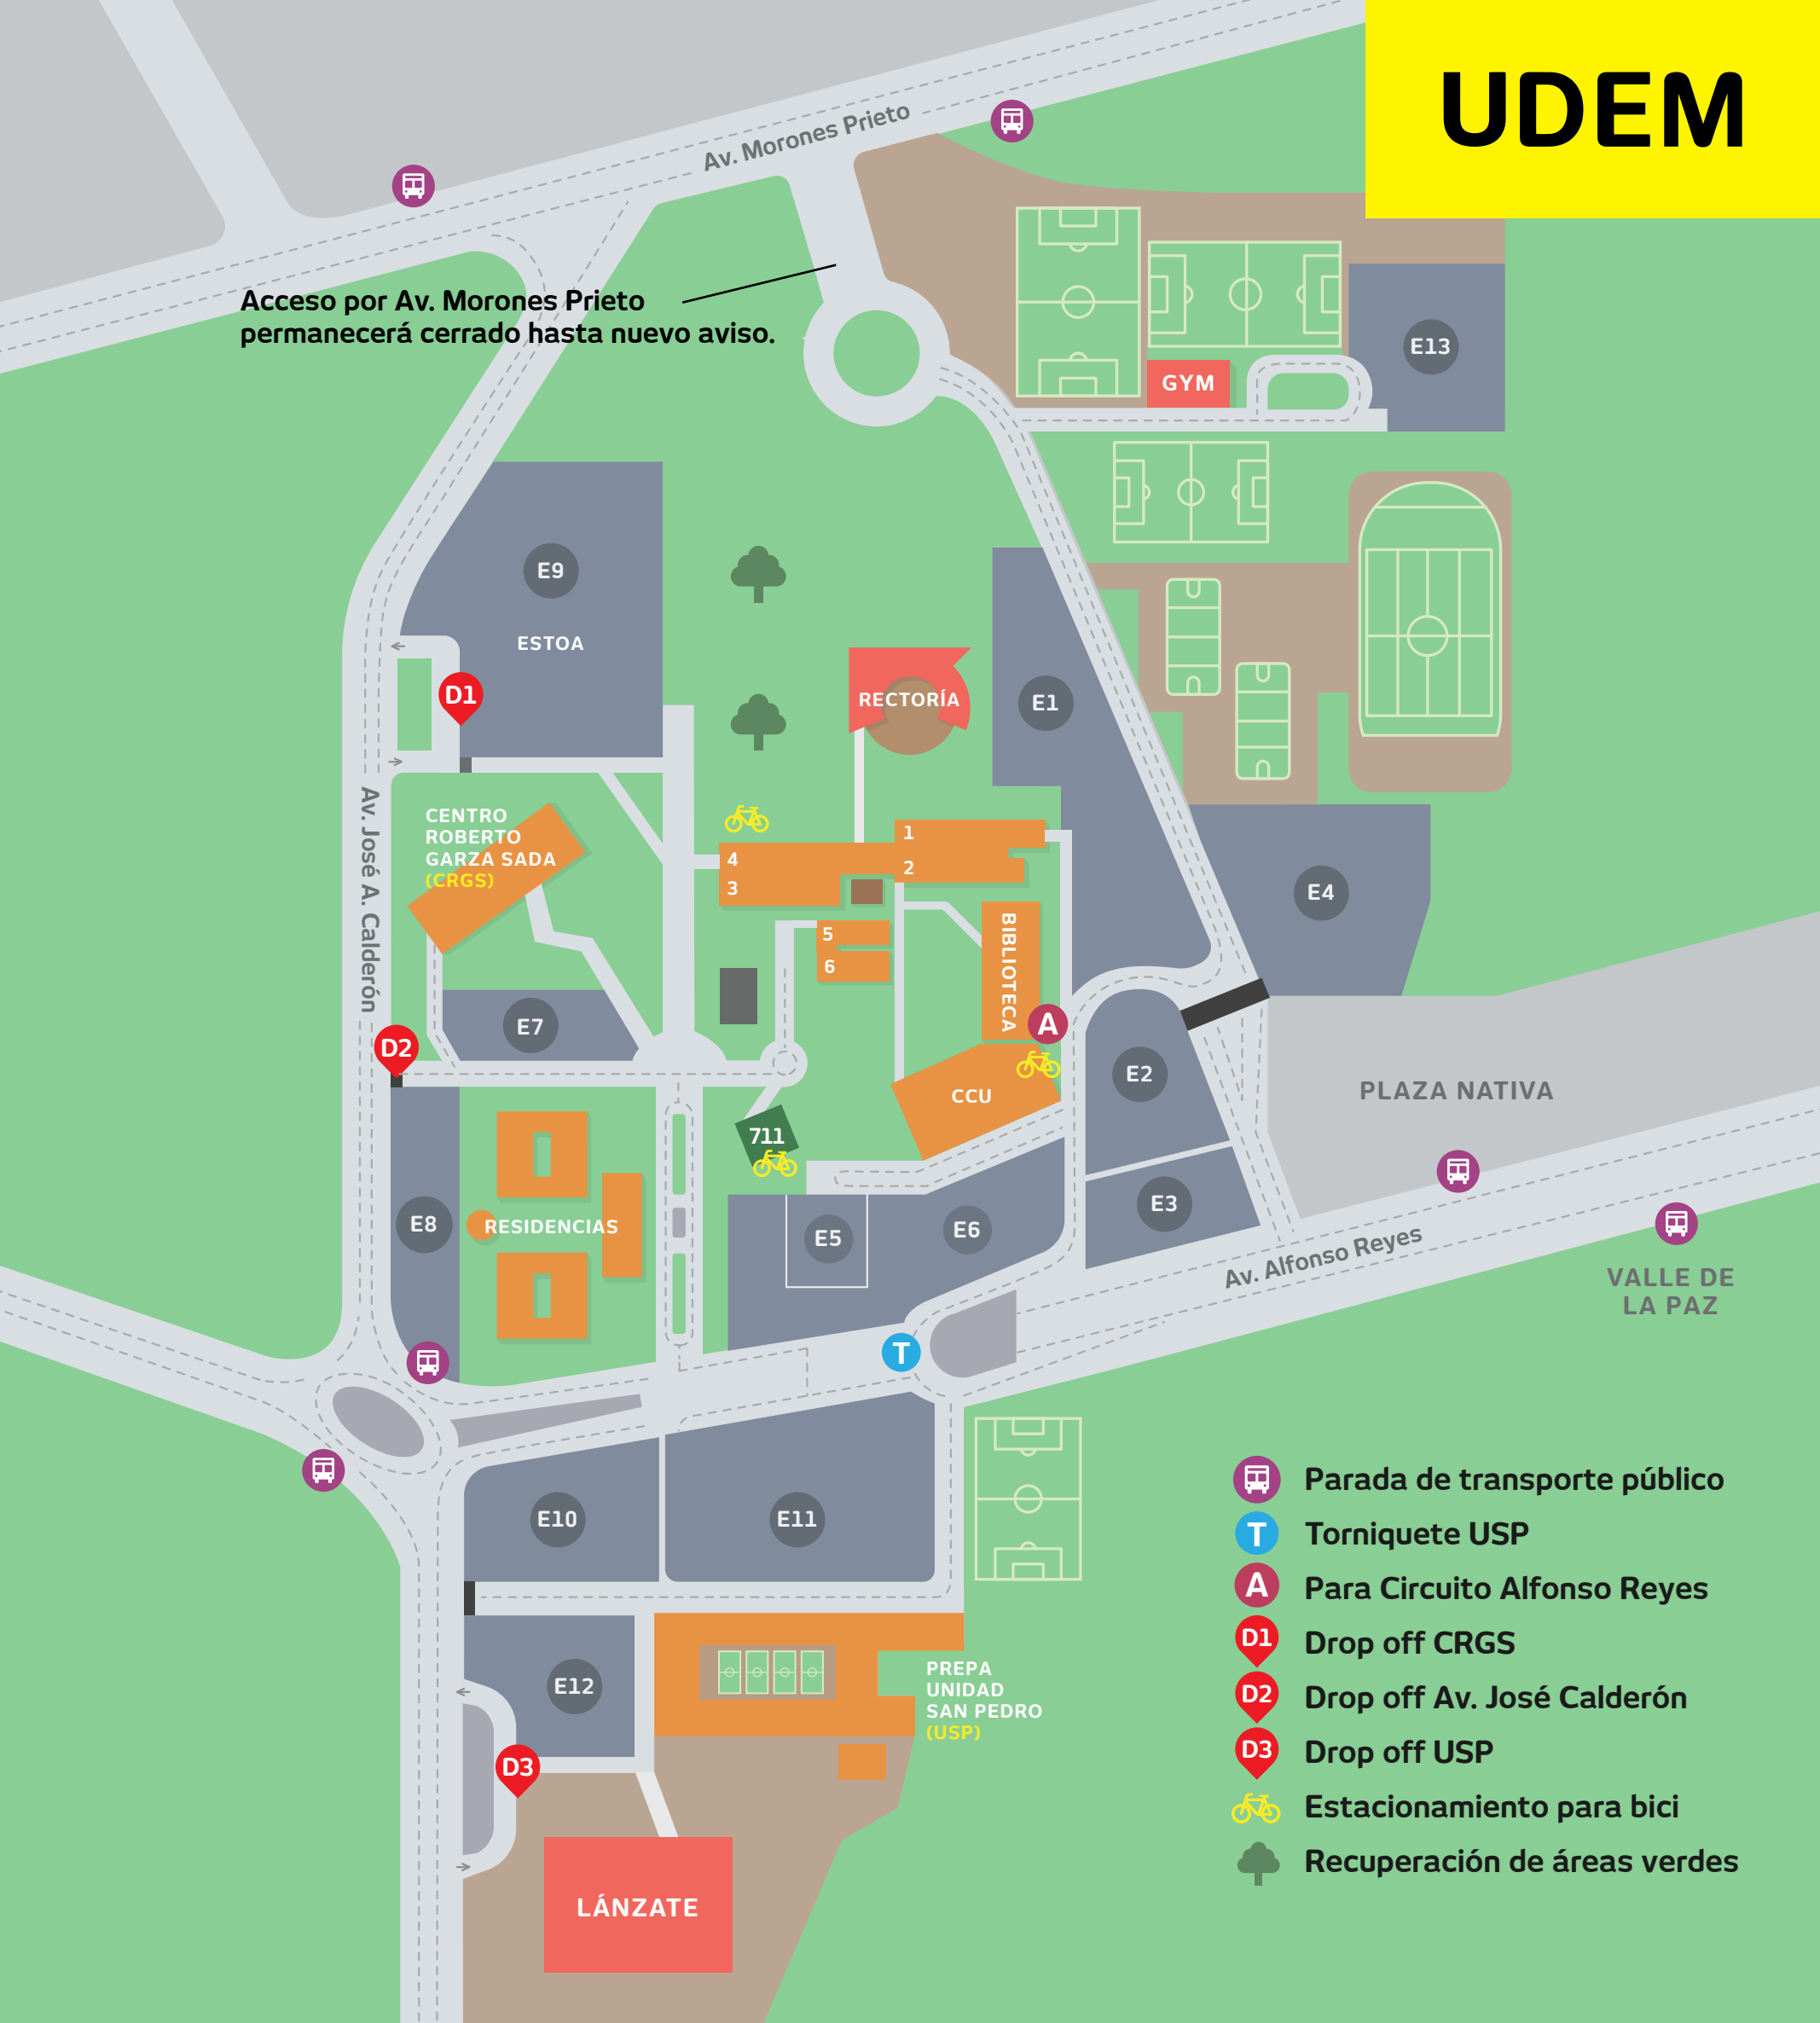 UDEM
Av. Morones Prieto
Acceso por Av. Morones Prieto
permanecerá cerrado hasta nuevo aviso.
E13
GYM
E9
ESTOA
D1
RECTORÍA
E1
Av. José A. Calderón
CENTRO
ROBERTO
GARZA SADA
(CRGS)
1
4
2
3
5
6
BIBLIOTECA
E4
E7
A
D2
E2
CCU
PLAZA NATIVA
711
E3
E8
RESIDENCIAS
E5
E6
Av. Alfonso Reyes
VALLE DE
LA PAZ
T
E10
E11
E12
PREPA
UNIDAD
SAN PEDRO
(USP)
D3
LÁNZATE
Parada de transporte público
T Torniquete USP
A Para Circuito Alfonso Reyes
D1 Drop off CRGS
D2 Drop off Av. José Calderón
D3 Drop off USP
Estacionamiento para bici
Recuperación de áreas verdes